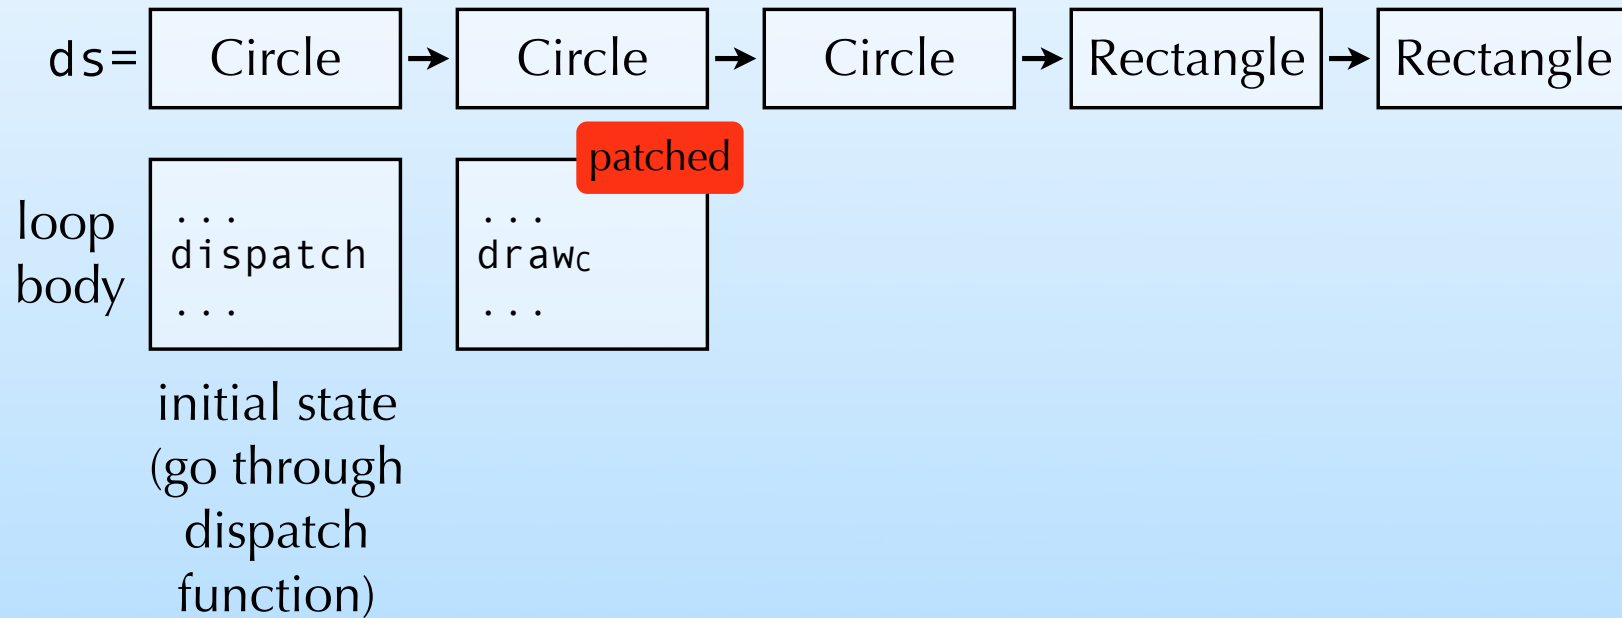 ds= Circle Circle Circle Rectangle Rectangle
patched
loop
body
...
dispatch
...
...
drawC
...
initial state
(go through
dispatch
function)